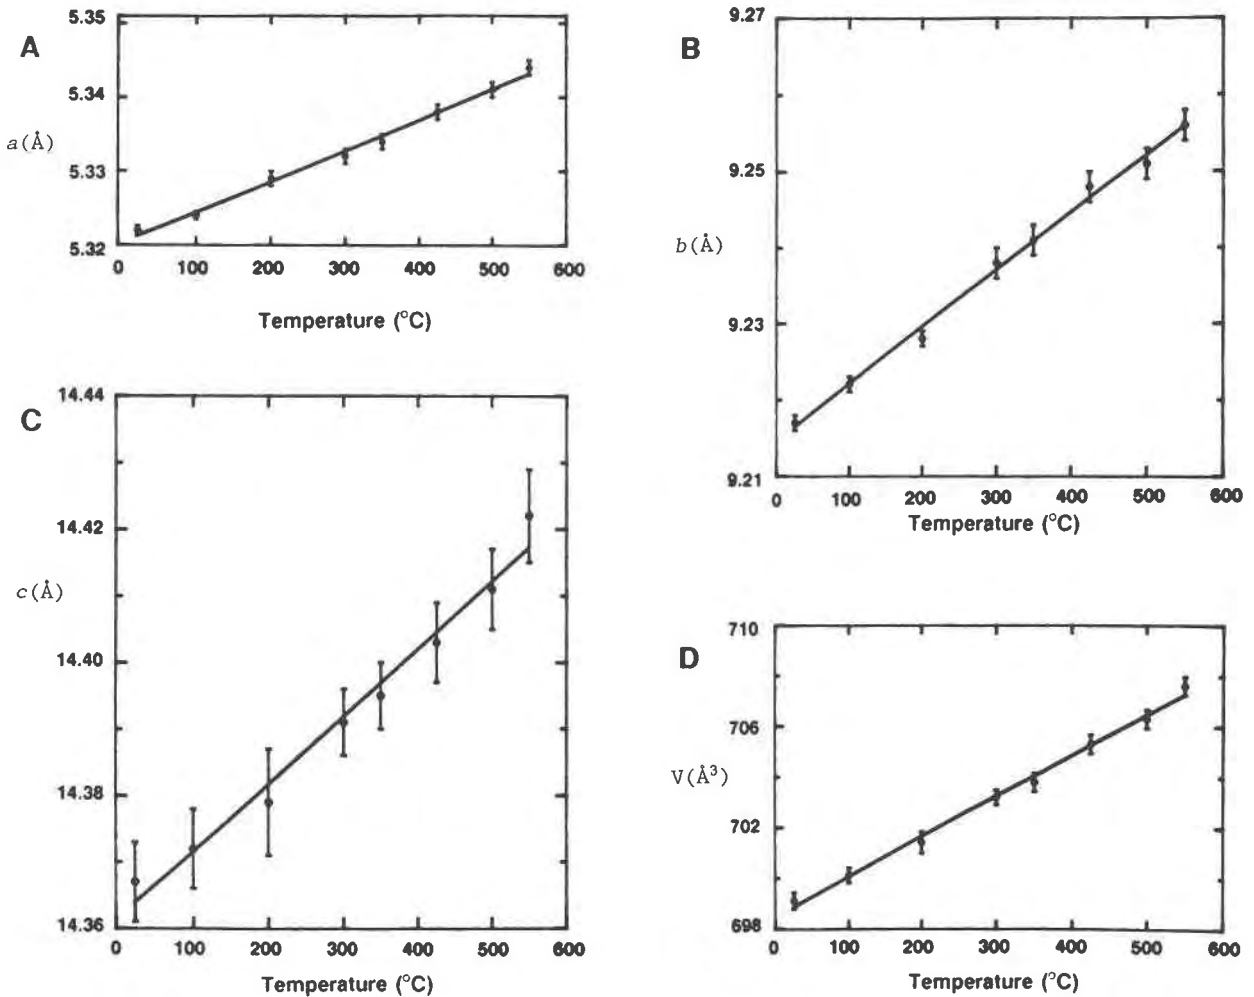 A
a(Å)
5.35
5.34
5.33
5.32
0 100 200 300 400 500 600
Temperature (°C)
B
b(Å)
9.27
9.25
9.23
9.21
0 100 200 300 400 500 600
Temperature (°C)
C
c(Å)
14.44
14.42
14.40
14.38
14.36
0 100 200 300 400 500 600
Temperature (°C)
D
V(Å³)
710
706
702
698
0 100 200 300 400 500 600
Temperature (°C)